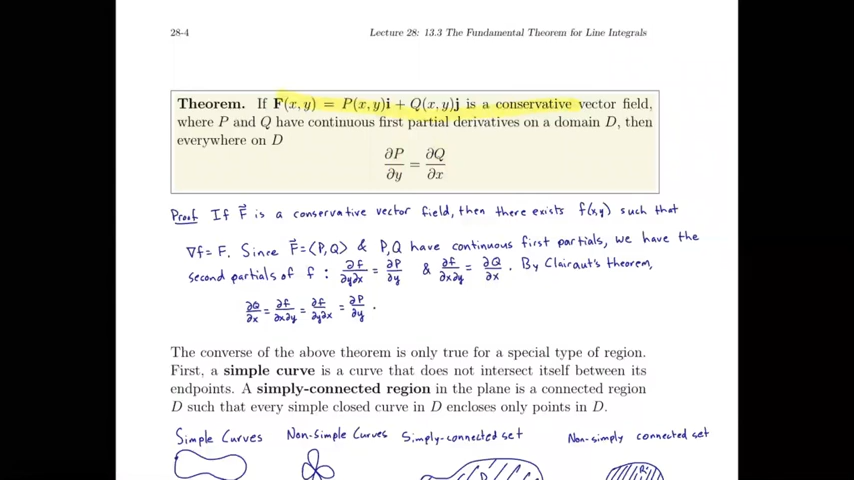 28-4 Lecture 28: 13.3 The Fundamental Theorem for Line Integrals
Theorem. If F(x, y) = P(x, y)i + Q(x, y)j is a conservative vector field,
where P and Q have continuous first partial derivatives on a domain D, then
everywhere on D
∂P/∂y = ∂Q/∂x
Proof If F⃗ is a conservative vector field, then there exists f(x,y) such that
∇f = F. Since F⃗ = ⟨P,Q⟩ & P,Q have continuous first partials, we have the
second partials of f : ∂f/∂y∂x = ∂P/∂y & ∂f/∂x∂y = ∂Q/∂x . By Clairaut's theorem,
∂Q/∂x = ∂f/∂x∂y = ∂f/∂y∂x = ∂P/∂y .
The converse of the above theorem is only true for a special type of region.
First, a simple curve is a curve that does not intersect itself between its
endpoints. A simply-connected region in the plane is a connected region
D such that every simple closed curve in D encloses only points in D.
Simple Curves Non-Simple Curves Simply-connected set Non-simply connected set